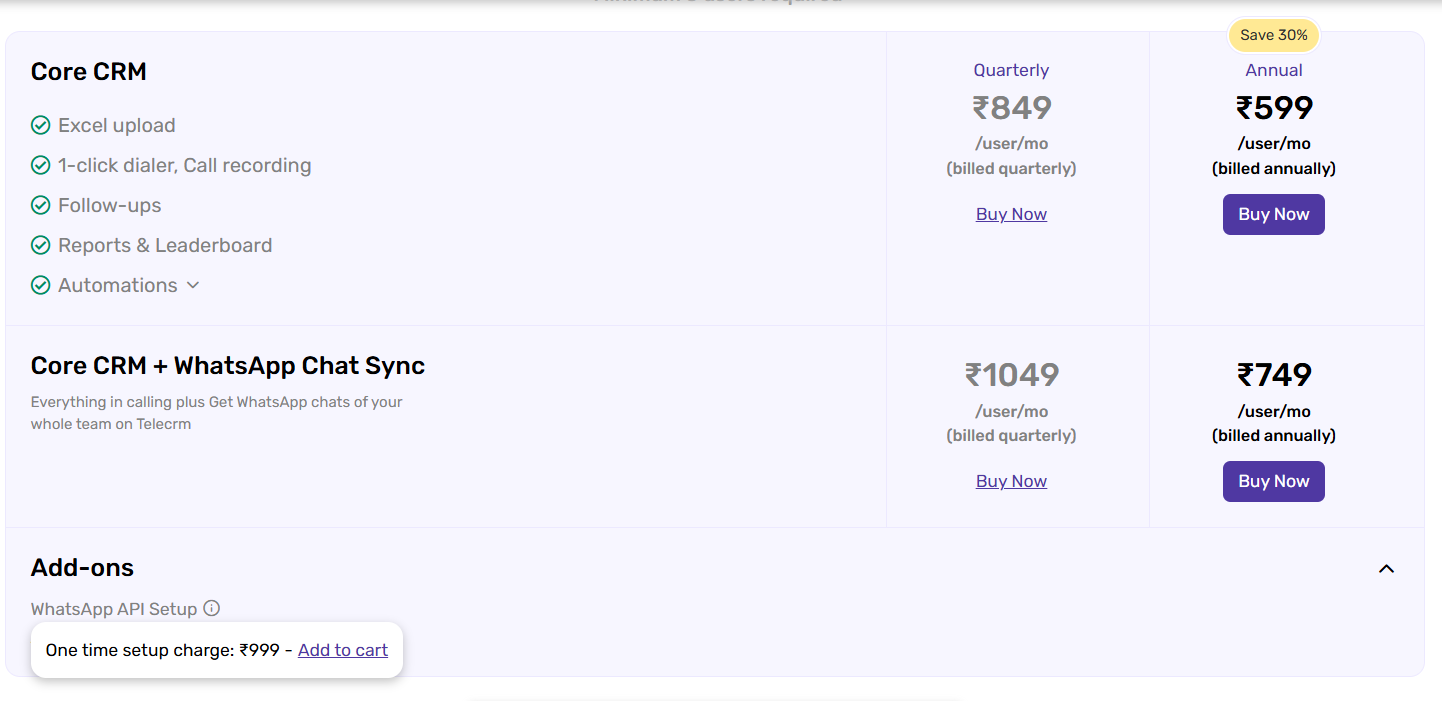 Save 30%
Core CRM
Quarterly
Annual
₹849
₹599
/user/mo
/user/mo
(billed quarterly)
(billed annually)
Buy Now
Buy Now
Excel upload
1-click dialer, Call recording
Follow-ups
Reports & Leaderboard
Automations
Core CRM + WhatsApp Chat Sync
Everything in calling plus Get WhatsApp chats of your
whole team on Telecrm
₹1049
₹749
/user/mo
/user/mo
(billed quarterly)
(billed annually)
Buy Now
Buy Now
Add-ons
WhatsApp API Setup
One time setup charge: ₹999 - Add to cart